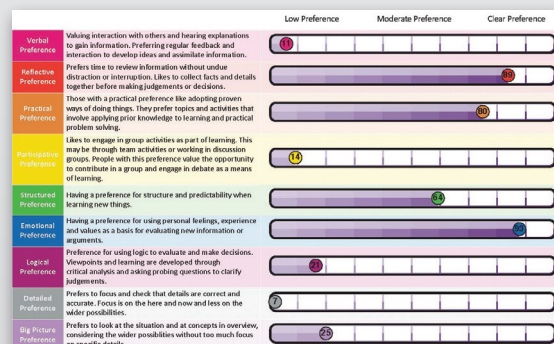 Low Preference Moderate Preference Clear Preference
Verbal
Preference
Valuing interaction with others and hearing explanations
to gain information. Preferring regular feedback and
interaction to develop ideas and assimilate information.
11
Reflective
Preference
Prefers time to review information without undue
distraction or interruption. Likes to collect facts and details
together before making judgements or decisions.
89
Practical
Preference
Those with a practical preference like adopting proven
ways of doing things. They prefer topics and activities that
involve applying prior knowledge to learning and practical
problem solving.
80
Participative
Preference
Likes to engage in group activities as part of learning. This
may be through team activities or working in discussion
groups. People with this preference value the opportunity
to contribute in a group and engage in debate as a means
of learning.
14
Structured
Preference
Having a preference for structure and predictability when
learning new things.
64
Emotional
Preference
Having a preference for using personal feelings, experience
and values as a basis for evaluating new information or
arguments.
93
Logical
Preference
Preference for using logic to evaluate and make decisions.
Viewpoints and learning are developed through
critical analysis and asking probing questions to clarify
judgements.
21
Detailed
Preference
Prefers to focus and check that details are correct and
accurate. Focus is on the here and now and less on the
wider possibilities.
7
Big Picture
Preference
Prefers to look at the situation and at concepts in overview,
considering the wider possiblities without too much focus
on specific details.
25